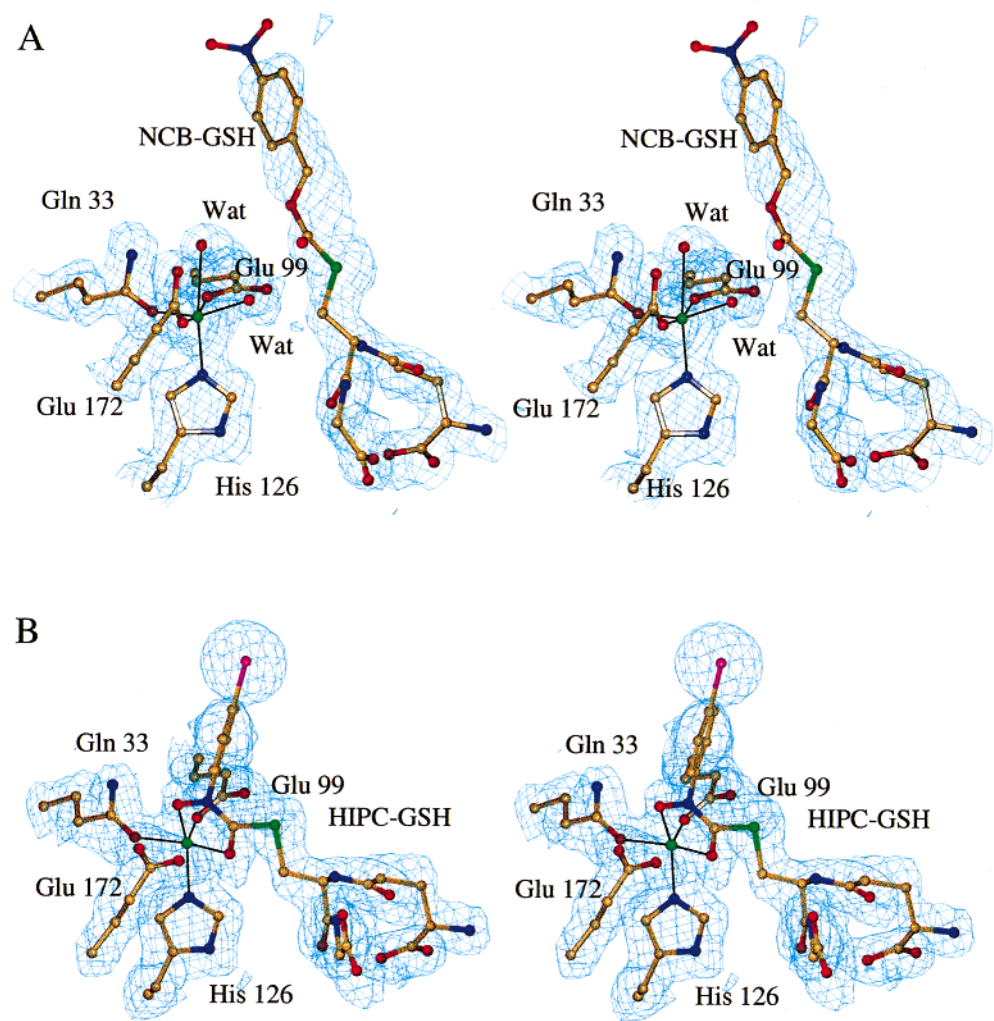 A
NCB-GSH
NCB-GSH
Gln 33
Wat
Gln 33
Wat
Glu 99
Glu 99
Wat
Wat
Glu 172
Glu 172
His 126
His 126
B
Gln 33
Gln 33
Glu 99
Glu 99
HIPC-GSH
HIPC-GSH
Glu 172
Glu 172
His 126
His 126